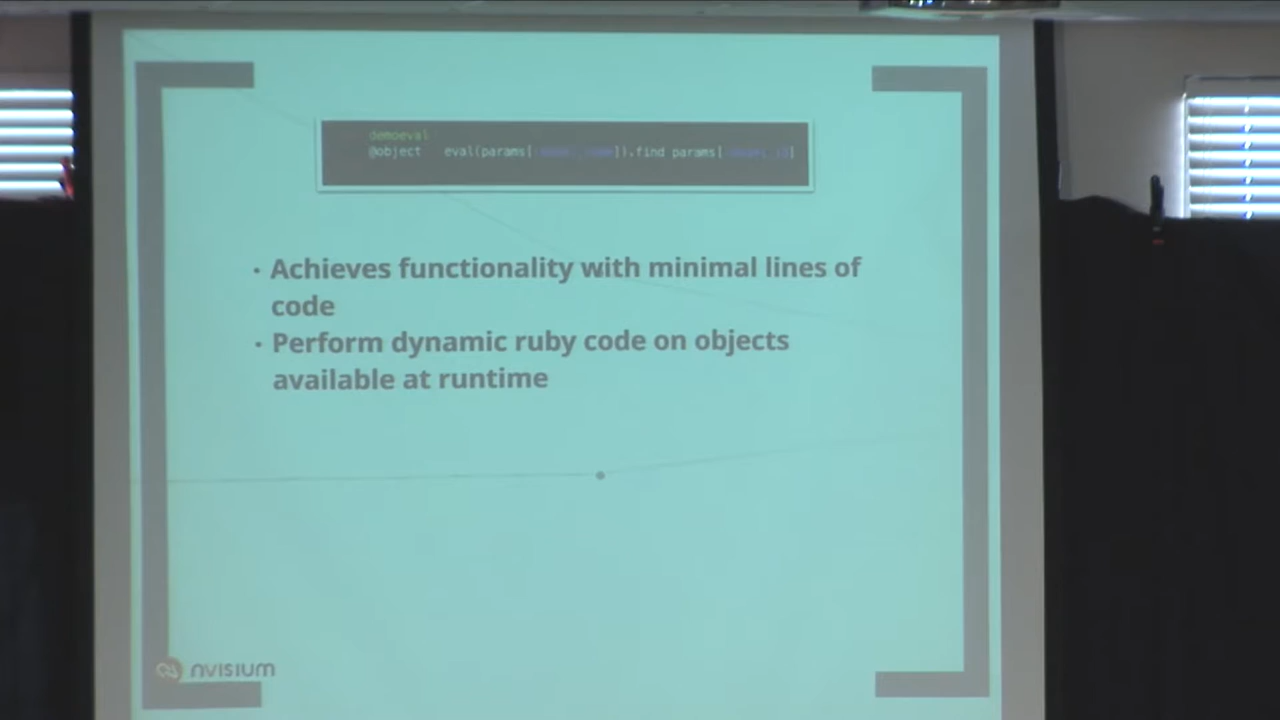 demoeval
@object eval(params[]).find params[]
• Achieves functionality with minimal lines of
code
• Perform dynamic ruby code on objects
available at runtime
nvisium